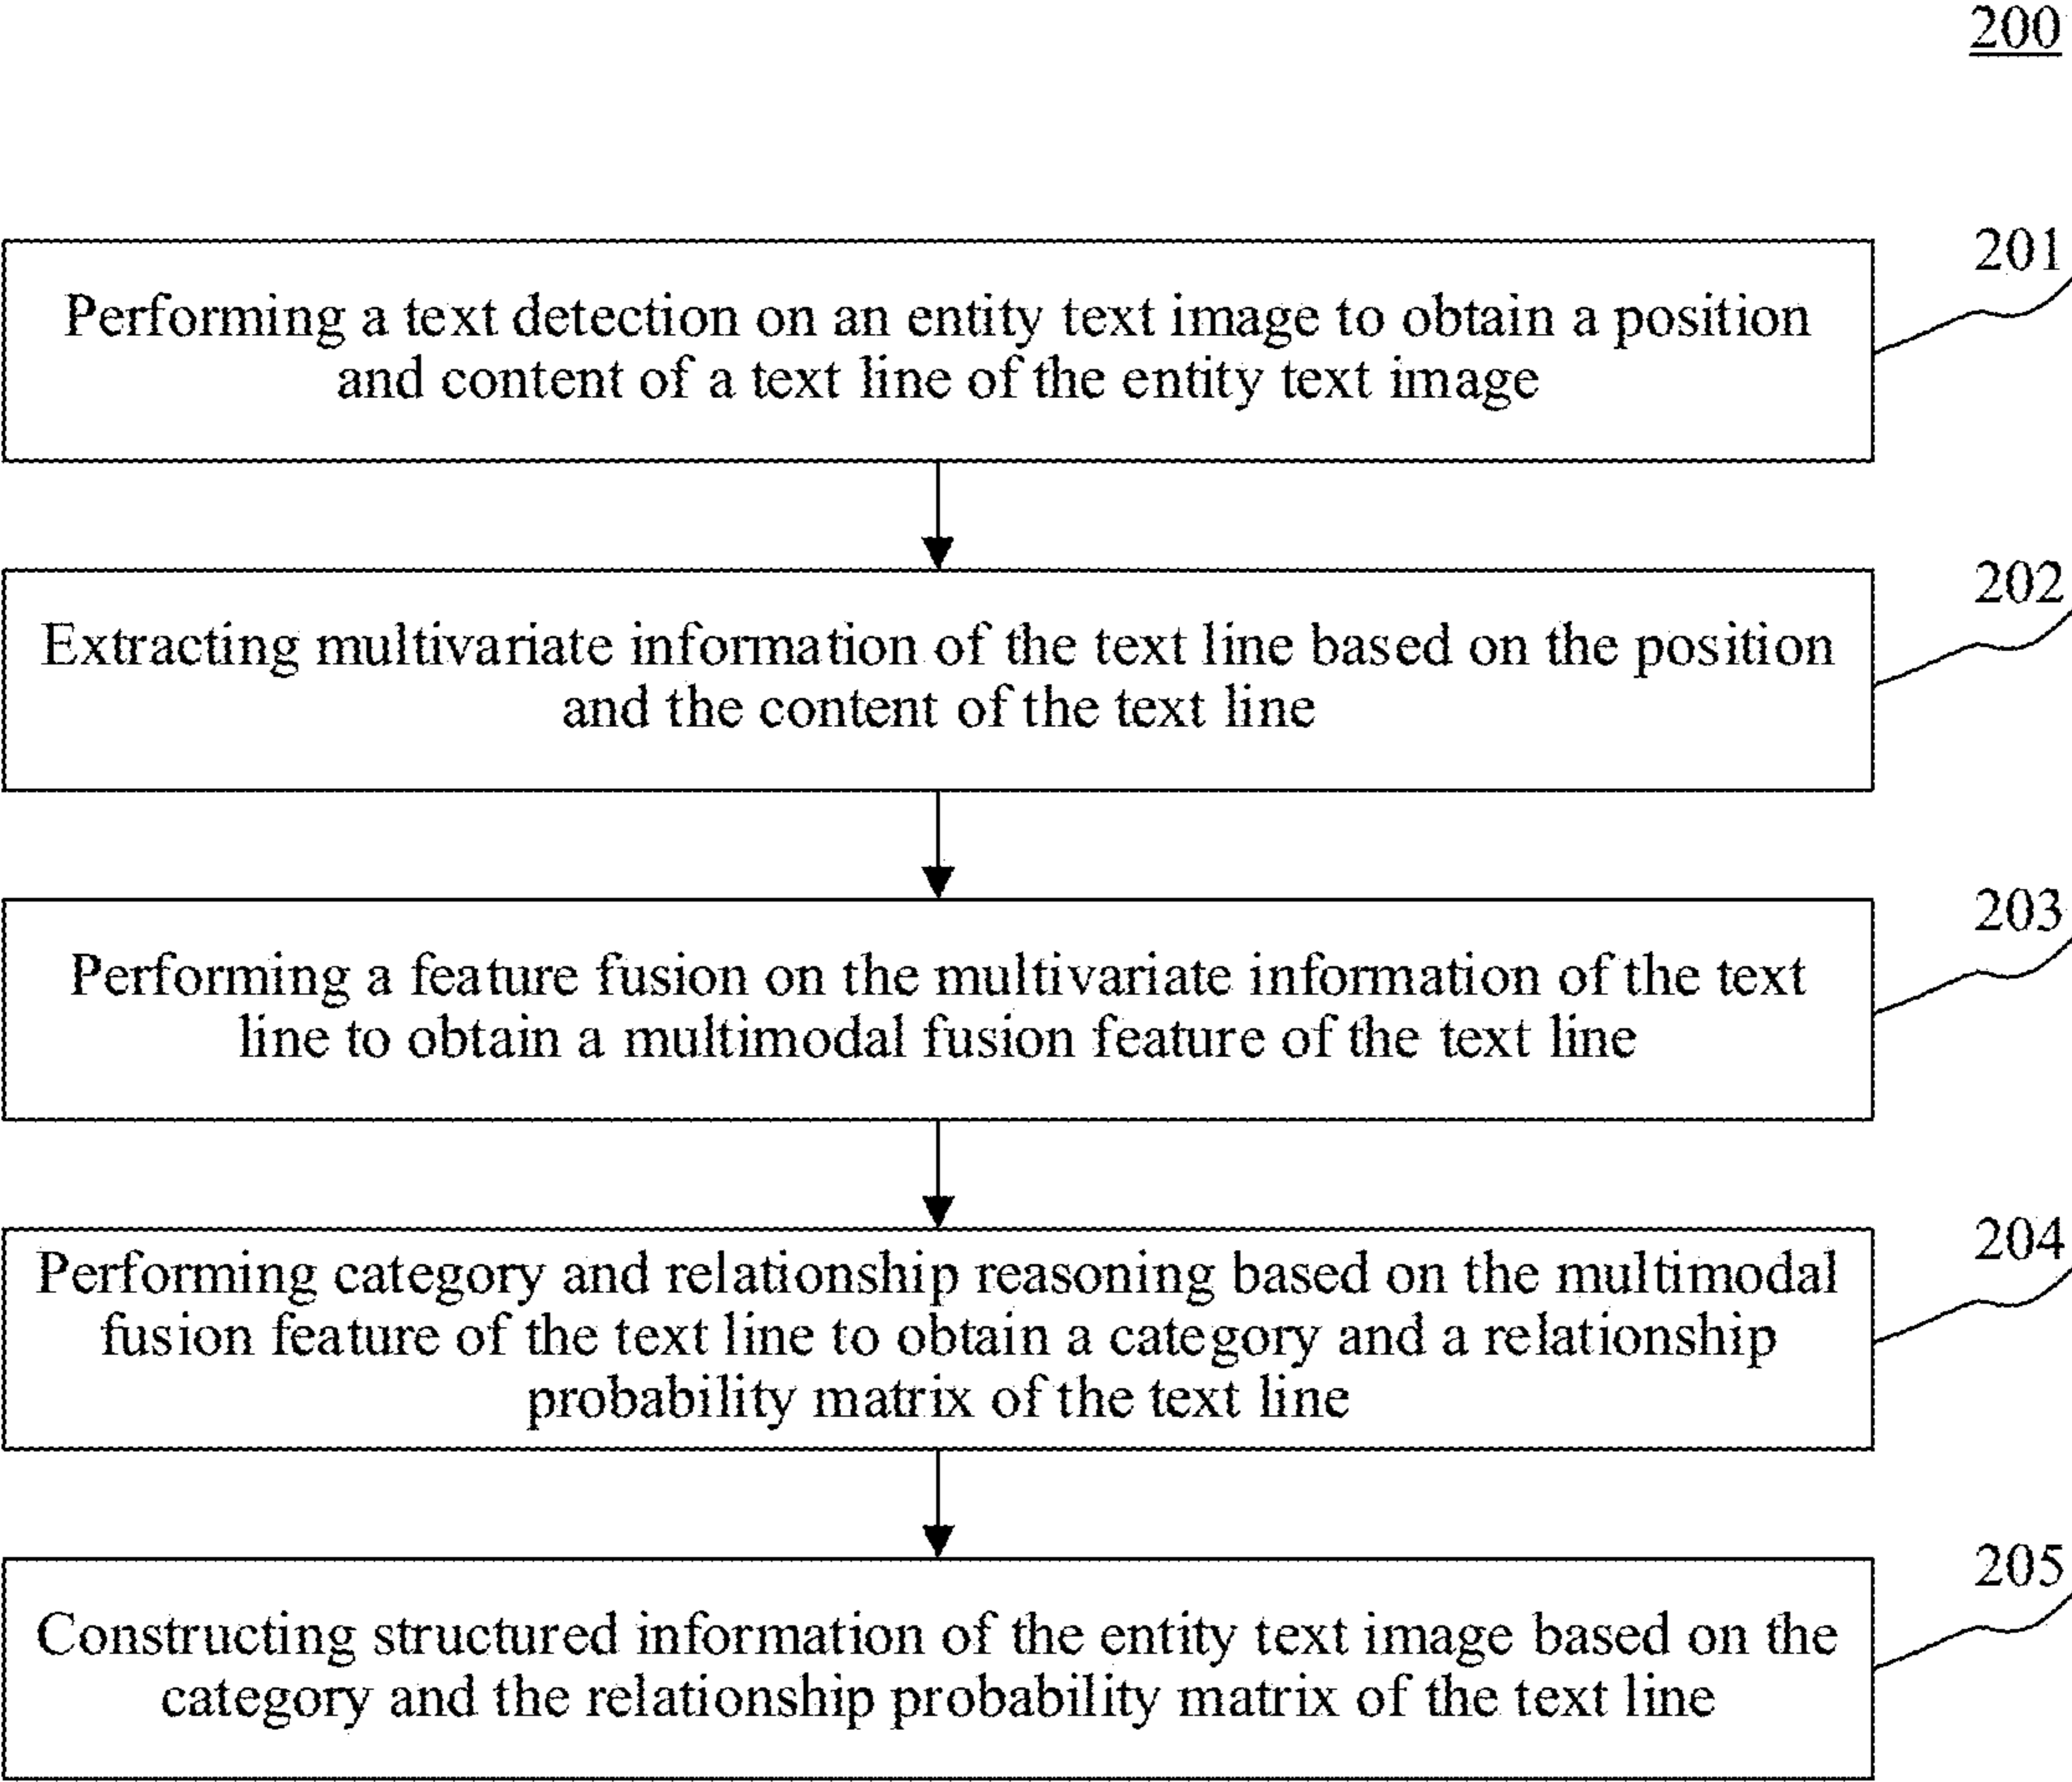 200
201
Performing a text detection on an entity text image to obtain a position
and content of a text line of the entity text image
202
Extracting multivariate information of the text line based on the position
and the content of the text line
203
Performing a feature fusion on the multivariate information of the text
line to obtain a multimodal fusion feature of the text line
204
Performing category and relationship reasoning based on the multimodal
fusion feature of the text line to obtain a category and a relationship
probability matrix of the text line
205
Constructing structured information of the entity text image based on the
category and the relationship probability matrix of the text line